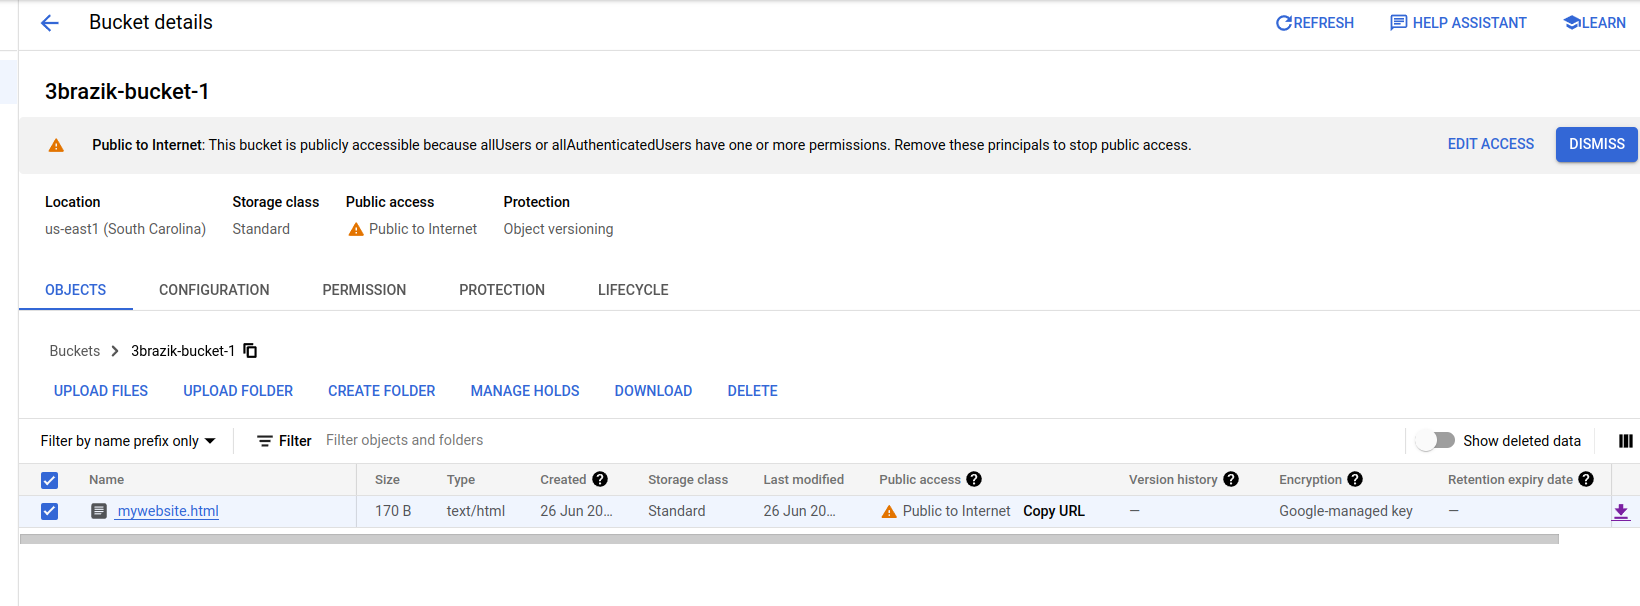 Bucket details
REFRESH HELP ASSISTANT LEARN
3brazik-bucket-1
Public to Internet: This bucket is publicly accessible because allUsers or allAuthenticatedUsers have one or more permissions. Remove these principals to stop public access. EDIT ACCESS DISMISS
Location Storage class Public access Protection
us-east1 (South Carolina) Standard Public to Internet Object versioning
OBJECTS CONFIGURATION PERMISSION PROTECTION LIFECYCLE
Buckets 3brazik-bucket-1
UPLOAD FILES UPLOAD FOLDER CREATE FOLDER MANAGE HOLDS DOWNLOAD DELETE
Filter by name prefix only Filter Filter objects and folders Show deleted data
Name Size Type Created Storage class Last modified Public access Version history Encryption Retention expiry date
mywebsite.html 170 B text/html 26 Jun 20... Standard 26 Jun 20... Public to Internet Copy URL — Google-managed key —